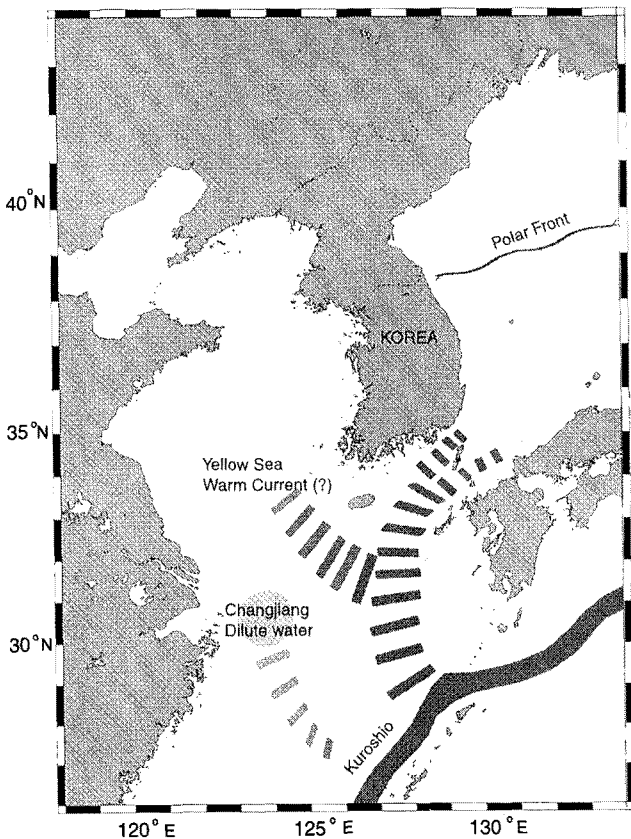 40°N
Polar Front
KOREA
35°N
Yellow Sea
Warm Current (?)
Changjiang
Dilute water
30°N
Kuroshio
120°E
125°E
130°E